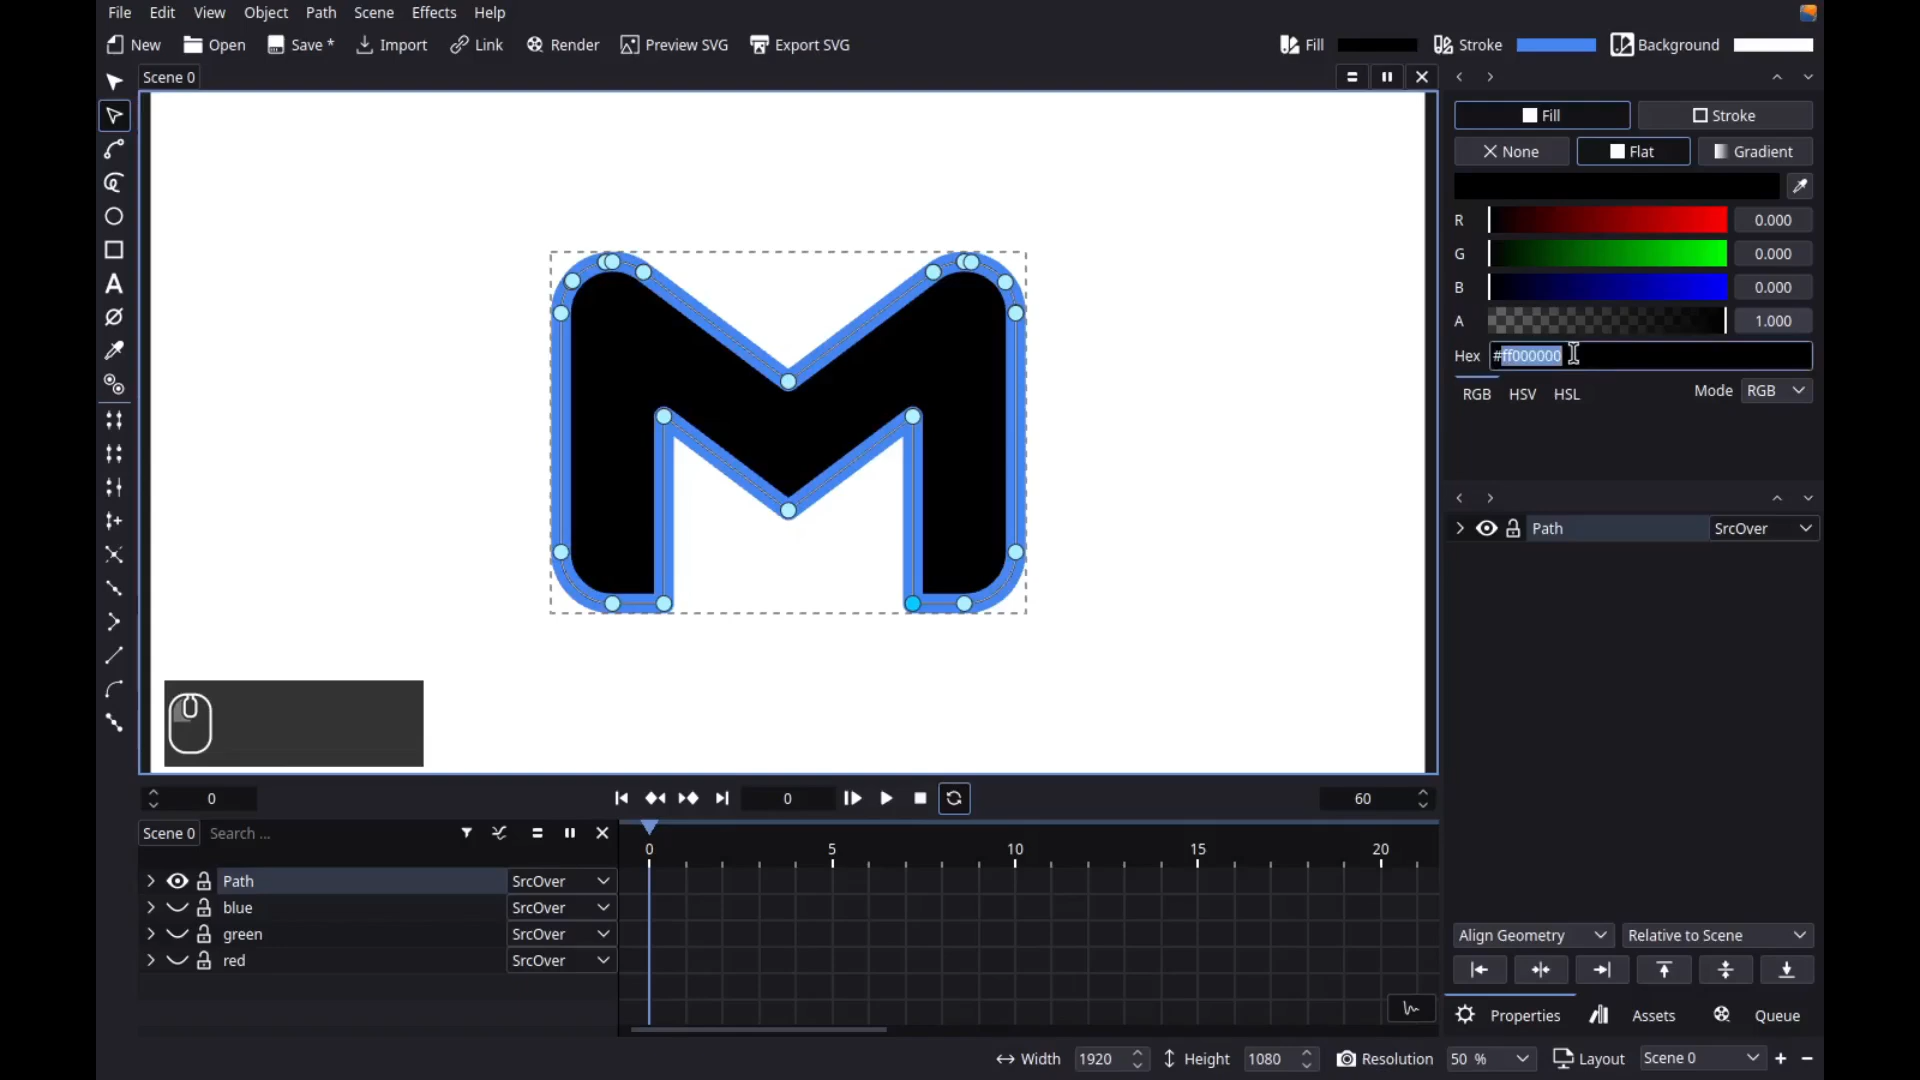 File Edit View Object Path Scene Effects Help
New Open Save * Import Link Render Preview SVG Export SVG Fill Stroke Background
Scene 0
Fill Stroke
None Flat Gradient
R 0.000
G 0.000
B 0.000
A 1.000
Hex #ff000000
RGB HSV HSL Mode RGB
Path SrcOver
M
0 0 60
Scene 0 Search ...
0 5 10 15 20
Path SrcOver
blue SrcOver
green SrcOver
red SrcOver
Align Geometry Relative to Scene
Properties Assets Queue
Width 1920 Height 1080 Resolution 50 % Layout Scene 0